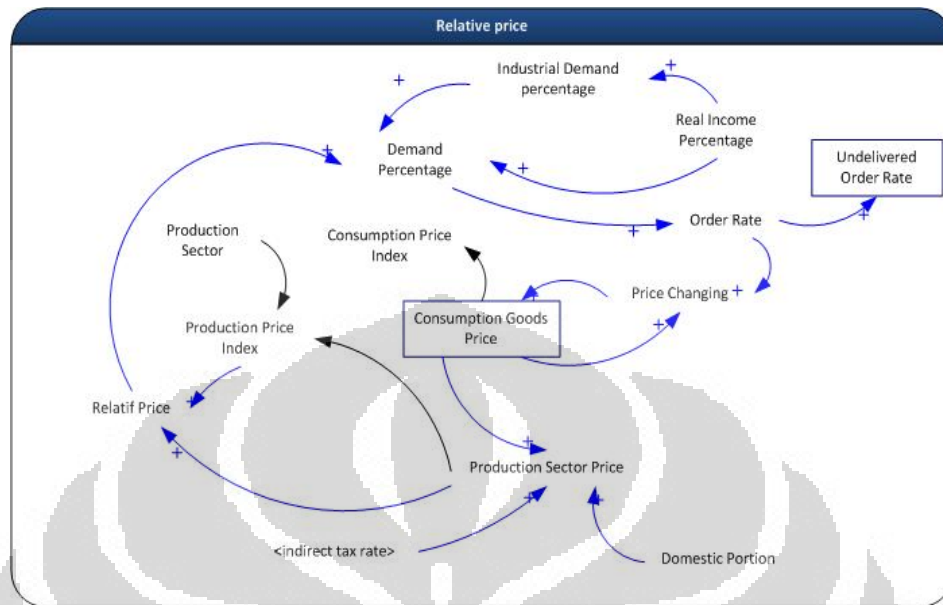 Relative price
Industrial Demand
percentage
Real Income
Percentage
Demand
Percentage
Undelivered
Order Rate
Order Rate
Production
Sector
Consumption Price
Index
Price Changing
Consumption Goods
Price
Production Price
Index
Relatif Price
Production Sector Price
<indirect tax rate>
Domestic Portion